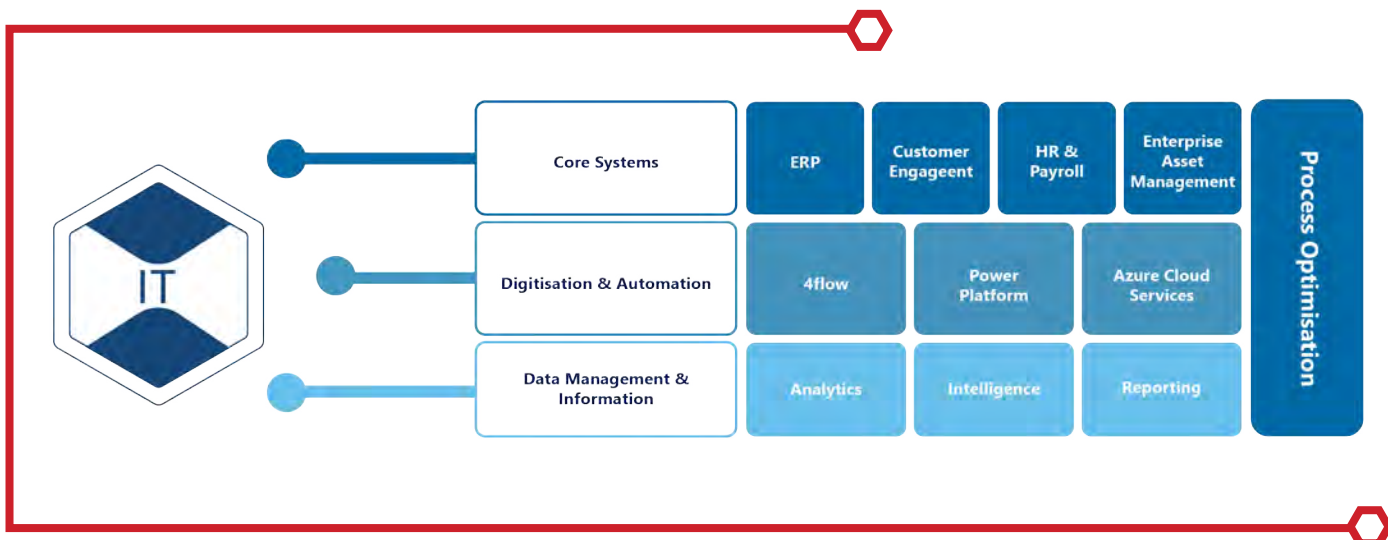 IT
Core Systems
ERP
Customer
Engageent
HR &
Payroll
Enterprise
Asset
Management
Digitisation & Automation
4flow
Power
Platform
Azure Cloud
Services
Data Management &
Information
Analytics
Intelligence
Reporting
Process Optimisation